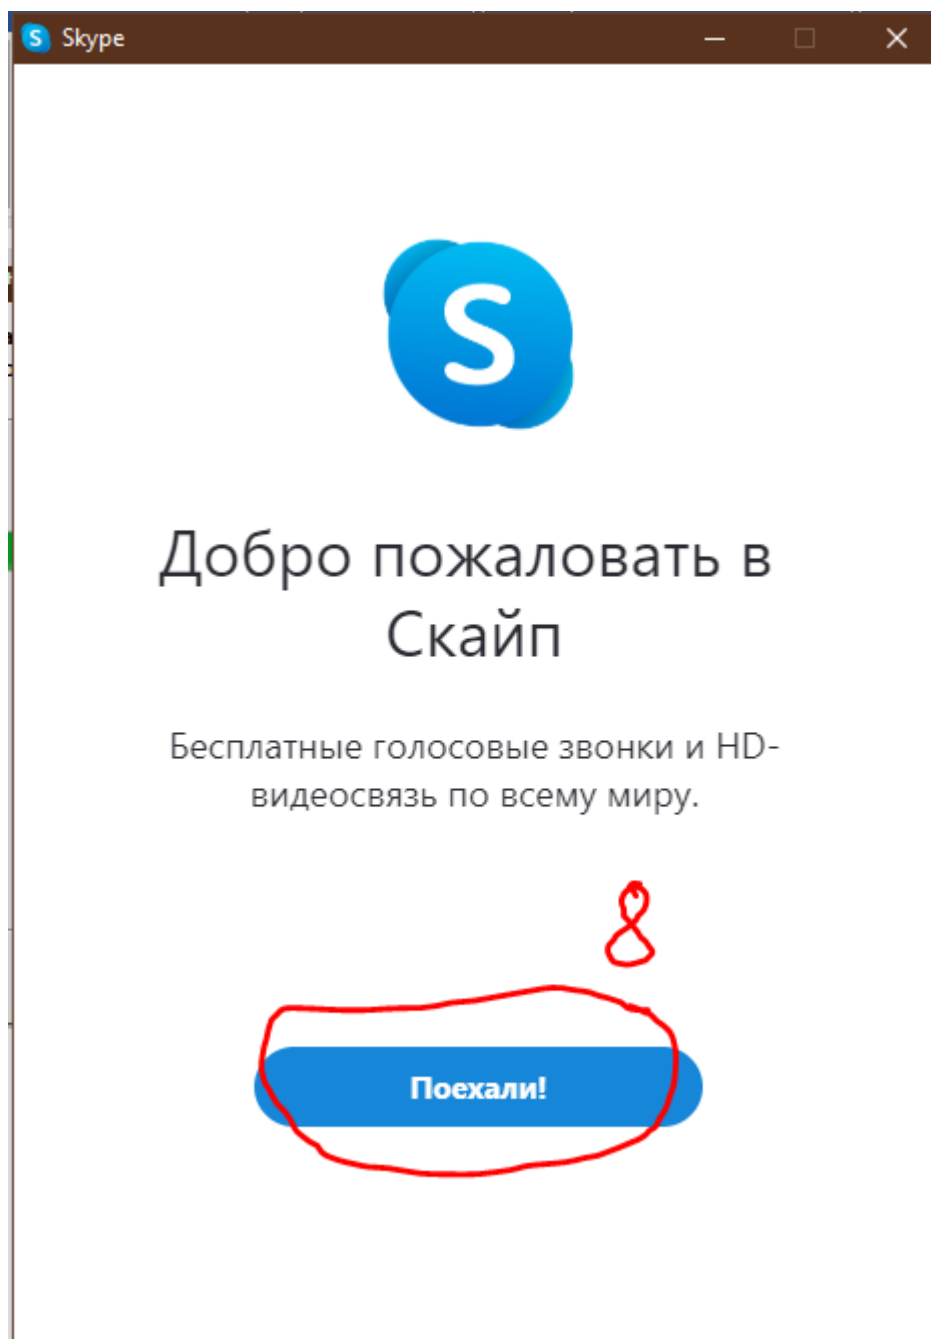 Skype
S
Добро пожаловать в
Скайп
Бесплатные голосовые звонки и HD-
видеосвязь по всему миру.
8
Поехали!